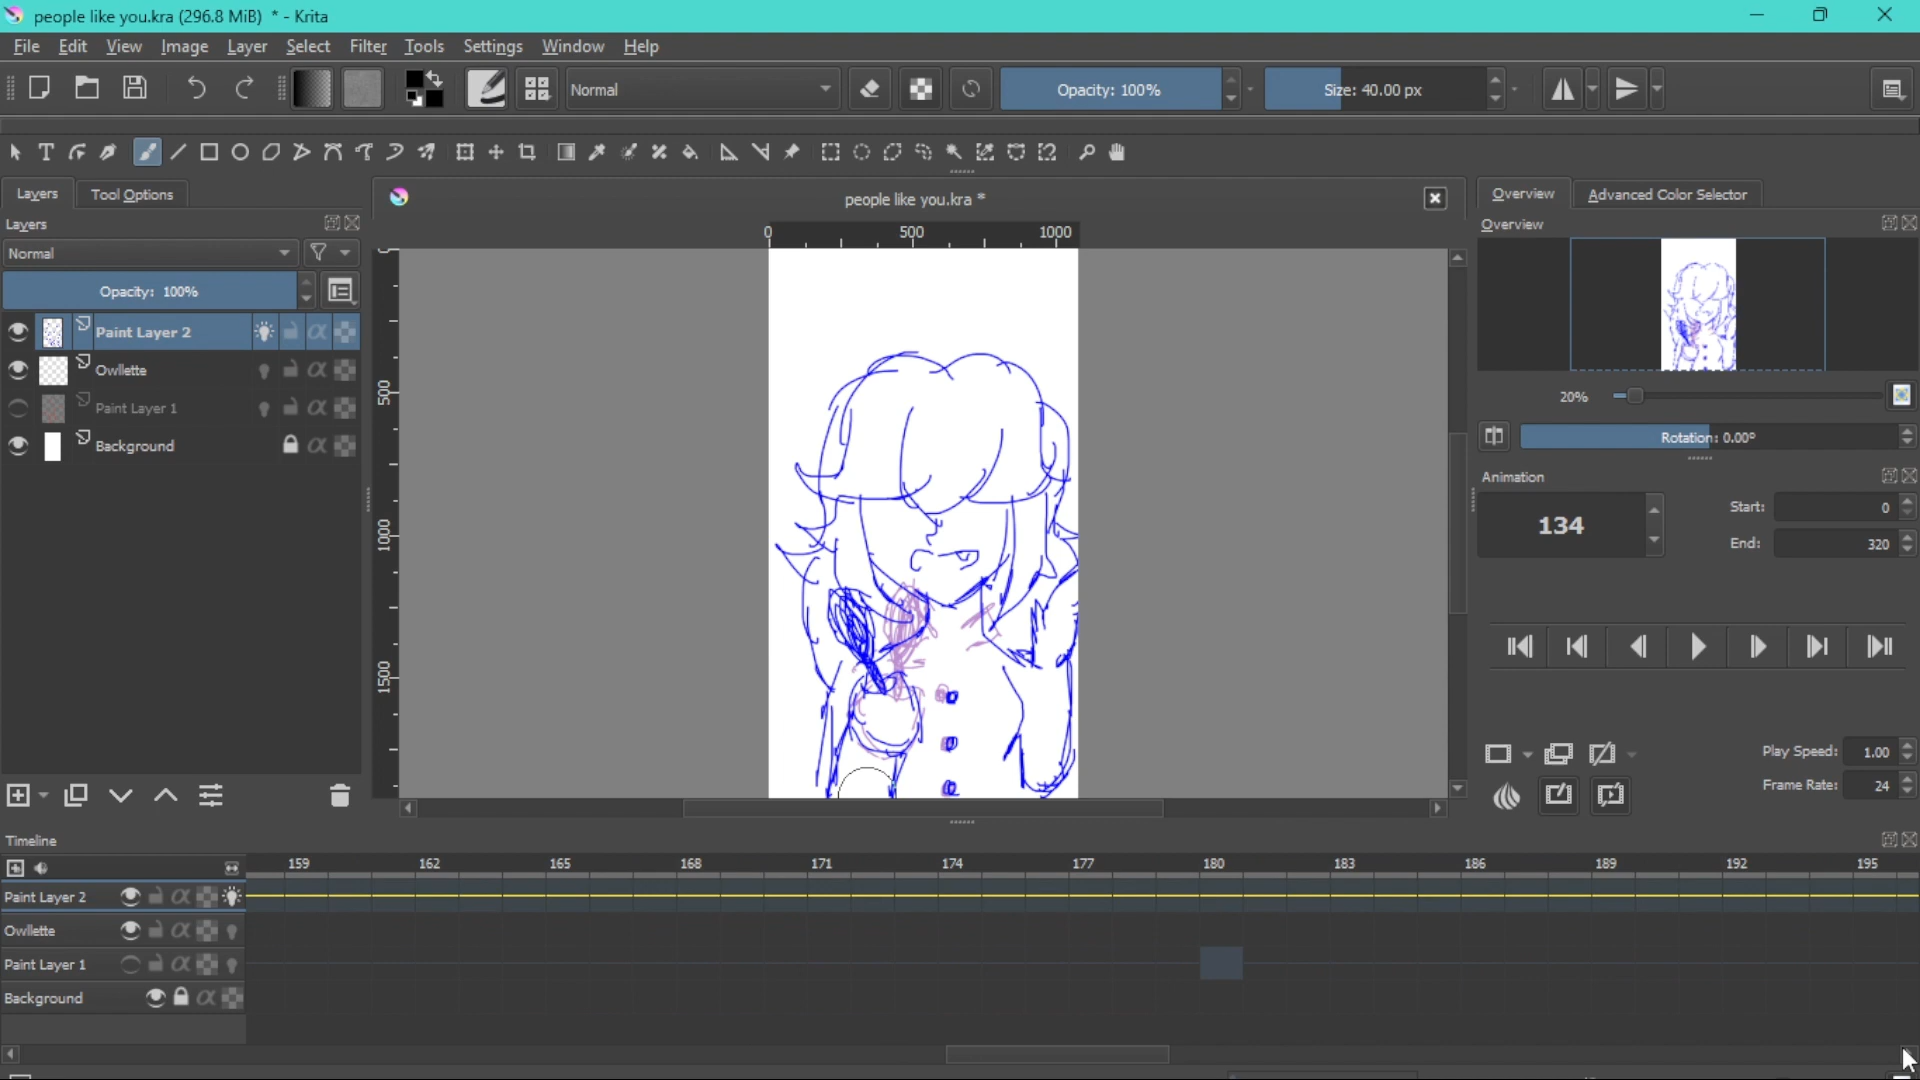 people like you.kra (296.8 MiB) * - Krita
File Edit View Image Layer Select Filter Tools Settings Window Help
Normal Opacity: 100% Size: 40.00 px
Layers Tool Options people like you.kra * Overview Advanced Color Selector
Layers Overview
0 500 1000
Normal
Opacity: 100%
Paint Layer 2
Owllette
Paint Layer 1
Background
500
1000
1500
20%
Rotation: 0.00°
Animation
134
Start: 0
End: 320
Play Speed: 1.00
Frame Rate: 24
Timeline
159 162 165 168 171 174 177 180 183 186 189 192 195
Paint Layer 2
Owllette
Paint Layer 1
Background